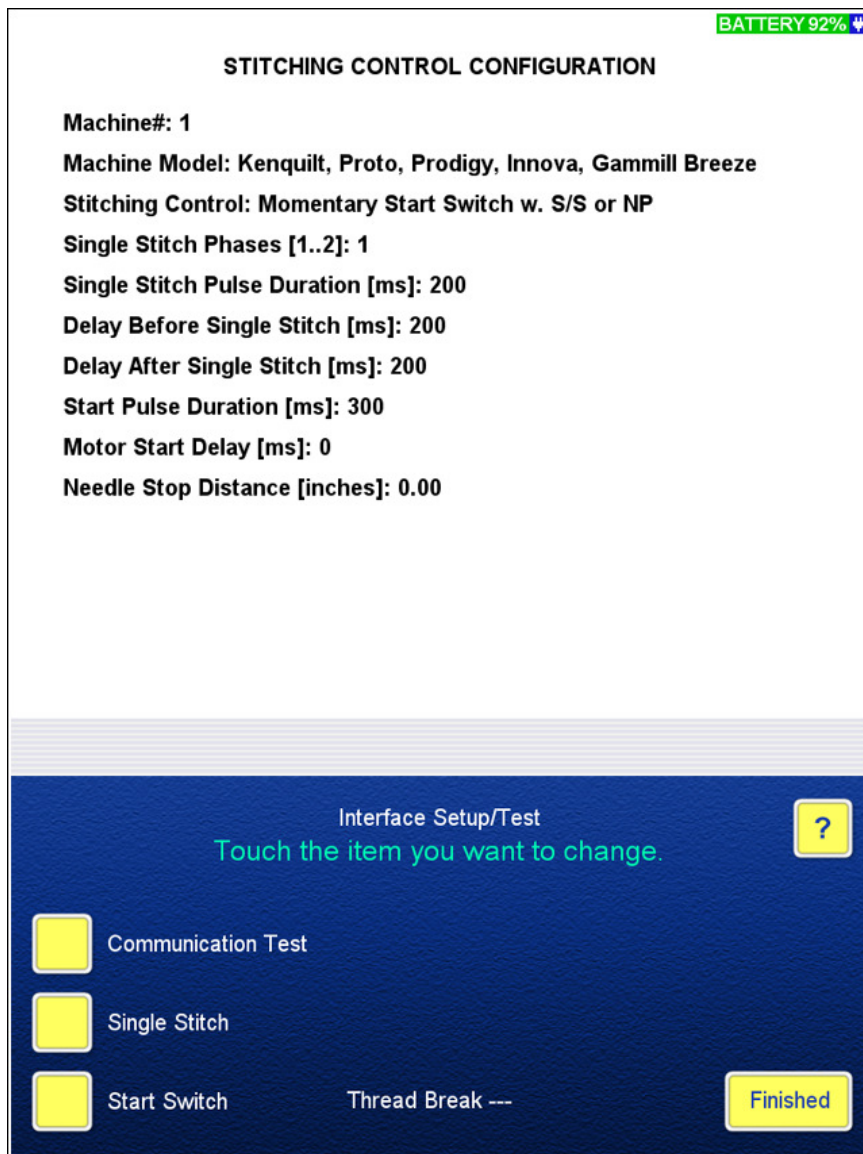 BATTERY 92%
STITCHING CONTROL CONFIGURATION
Machine#: 1
Machine Model: Kenquilt, Proto, Prodigy, Innova, Gammill Breeze
Stitching Control: Momentary Start Switch w. S/S or NP
Single Stitch Phases [1..2]: 1
Single Stitch Pulse Duration [ms]: 200
Delay Before Single Stitch [ms]: 200
Delay After Single Stitch [ms]: 200
Start Pulse Duration [ms]: 300
Motor Start Delay [ms]: 0
Needle Stop Distance [inches]: 0.00
Interface Setup/Test
?
Touch the item you want to change.
Communication Test
Single Stitch
Start Switch Thread Break --- Finished